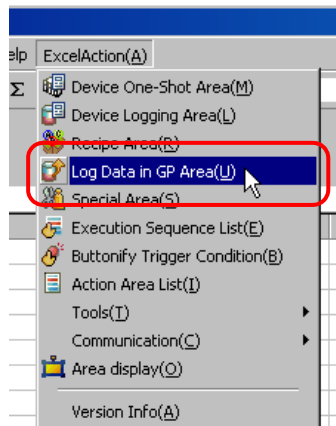 elp ExcelAction(A)
Σ
Device One-Shot Area(M)
Device Logging Area(L)
Recipe Area(R)
Log Data in GP Area(U)
Special Area(S)
Execution Sequence List(E)
Buttonify Trigger Condition(B)
Action Area List(I)
Tools(T)
Communication(C)
Area display(O)
Version Info(A)